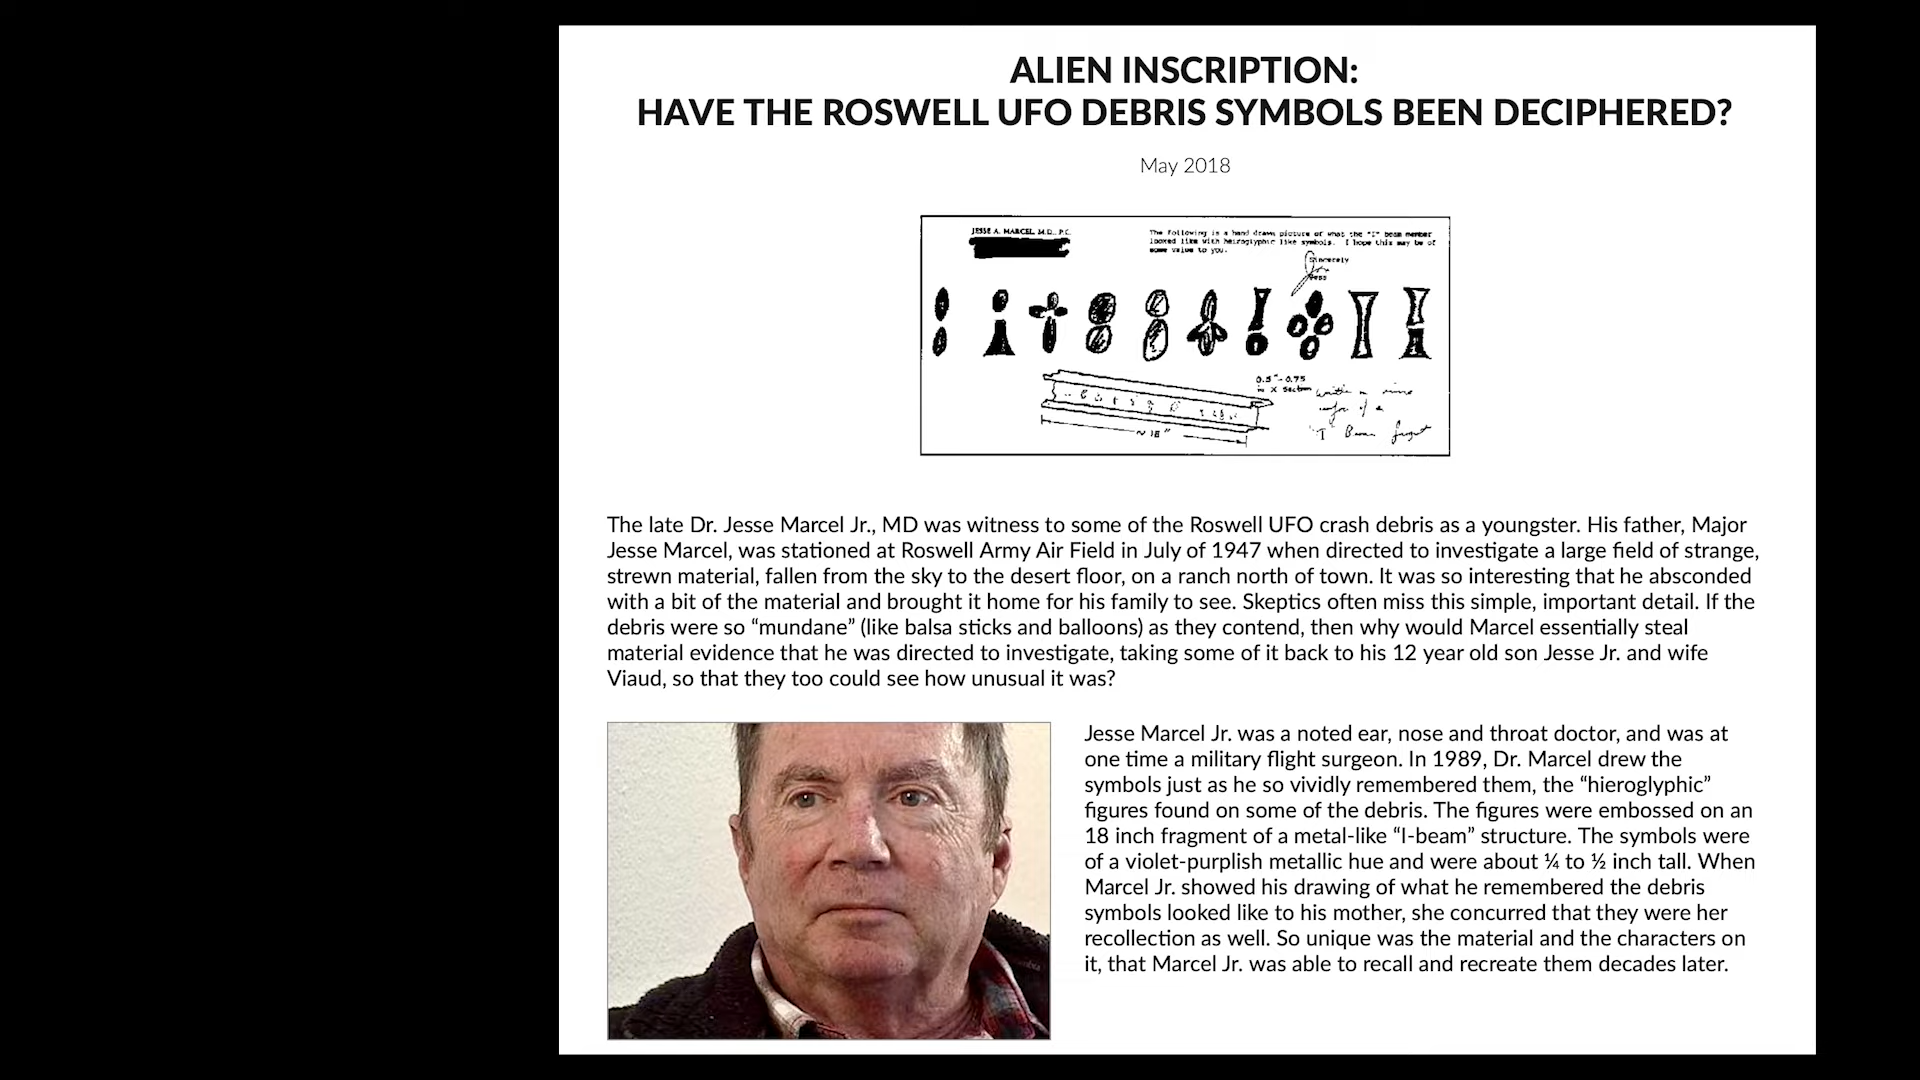 ALIEN INSCRIPTION:
HAVE THE ROSWELL UFO DEBRIS SYMBOLS BEEN DECIPHERED?
May 2018
JESSE A. MARCEL, M.D., P.C.
The following is a hand drawn picture of what the "I" beam member
looked like with heiroglyphic like symbols. I hope this may be of
some value to you.
Sincerely
0.5"-0.75
in X Section
~ 18"
The late Dr. Jesse Marcel Jr., MD was witness to some of the Roswell UFO crash debris as a youngster. His father, Major
Jesse Marcel, was stationed at Roswell Army Air Field in July of 1947 when directed to investigate a large field of strange,
strewn material, fallen from the sky to the desert floor, on a ranch north of town. It was so interesting that he absconded
with a bit of the material and brought it home for his family to see. Skeptics often miss this simple, important detail. If the
debris were so “mundane” (like balsa sticks and balloons) as they contend, then why would Marcel essentially steal
material evidence that he was directed to investigate, taking some of it back to his 12 year old son Jesse Jr. and wife
Viaud, so that they too could see how unusual it was?
Jesse Marcel Jr. was a noted ear, nose and throat doctor, and was at
one time a military flight surgeon. In 1989, Dr. Marcel drew the
symbols just as he so vividly remembered them, the “hieroglyphic”
figures found on some of the debris. The figures were embossed on an
18 inch fragment of a metal-like “I-beam” structure. The symbols were
of a violet-purplish metallic hue and were about ¼ to ½ inch tall. When
Marcel Jr. showed his drawing of what he remembered the debris
symbols looked like to his mother, she concurred that they were her
recollection as well. So unique was the material and the characters on
it, that Marcel Jr. was able to recall and recreate them decades later.